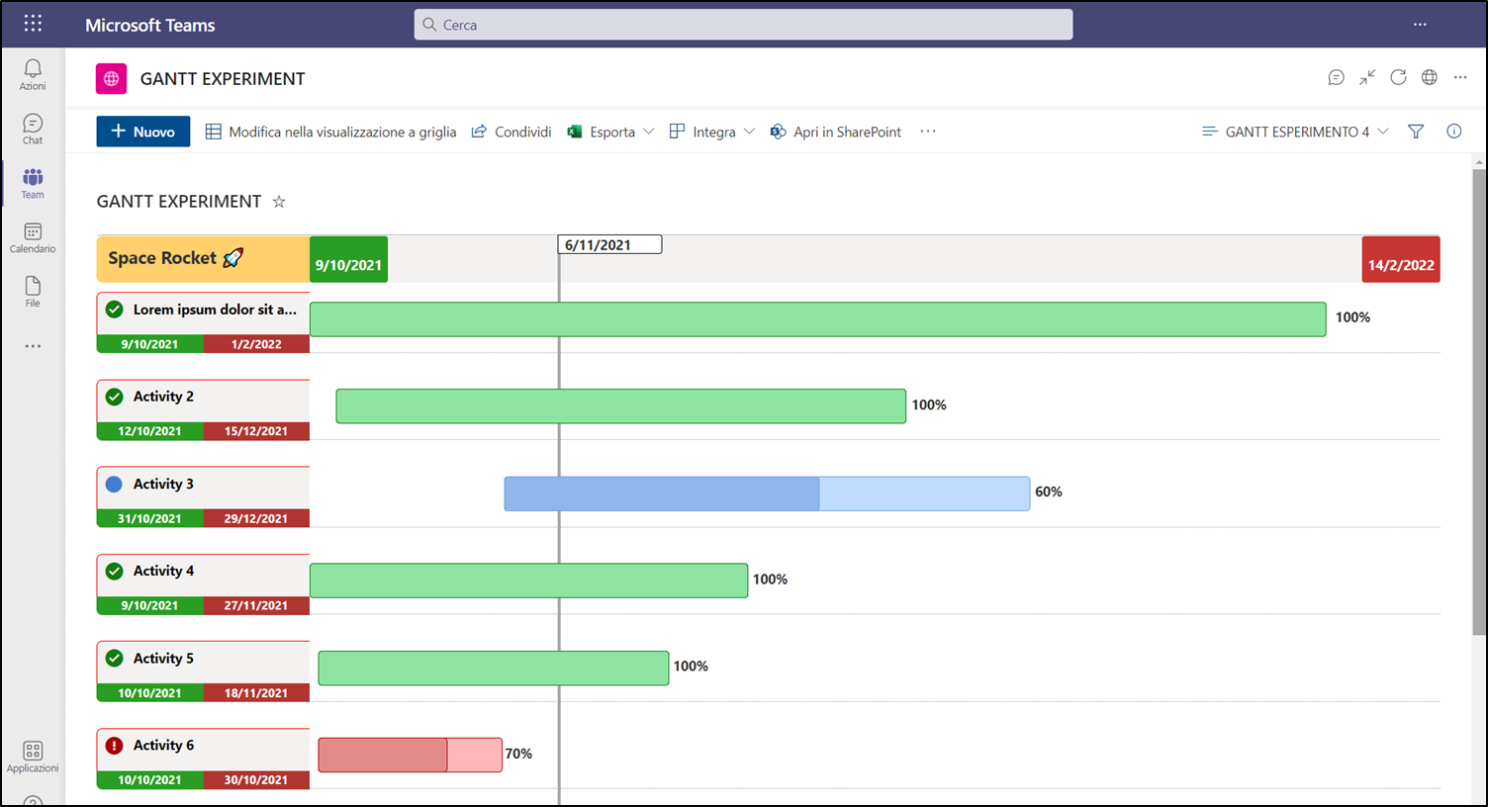 Microsoft Teams
Cerca
Azioni
Chat
Team
Calendario
File
Applicazioni
GANTT EXPERIMENT
Nuovo
Modifica nella visualizzazione a griglia
Condividi
Esporta
Integra
Apri in SharePoint
GANTT ESPERIMENTO 4
GANTT EXPERIMENT
Space Rocket 🚀
9/10/2021
6/11/2021
14/2/2022
Lorem ipsum dolor sit a...
9/10/2021 1/2/2022
100%
Activity 2
12/10/2021 15/12/2021
100%
Activity 3
31/10/2021 29/12/2021
60%
Activity 4
9/10/2021 27/11/2021
100%
Activity 5
10/10/2021 18/11/2021
100%
Activity 6
10/10/2021 30/10/2021
70%